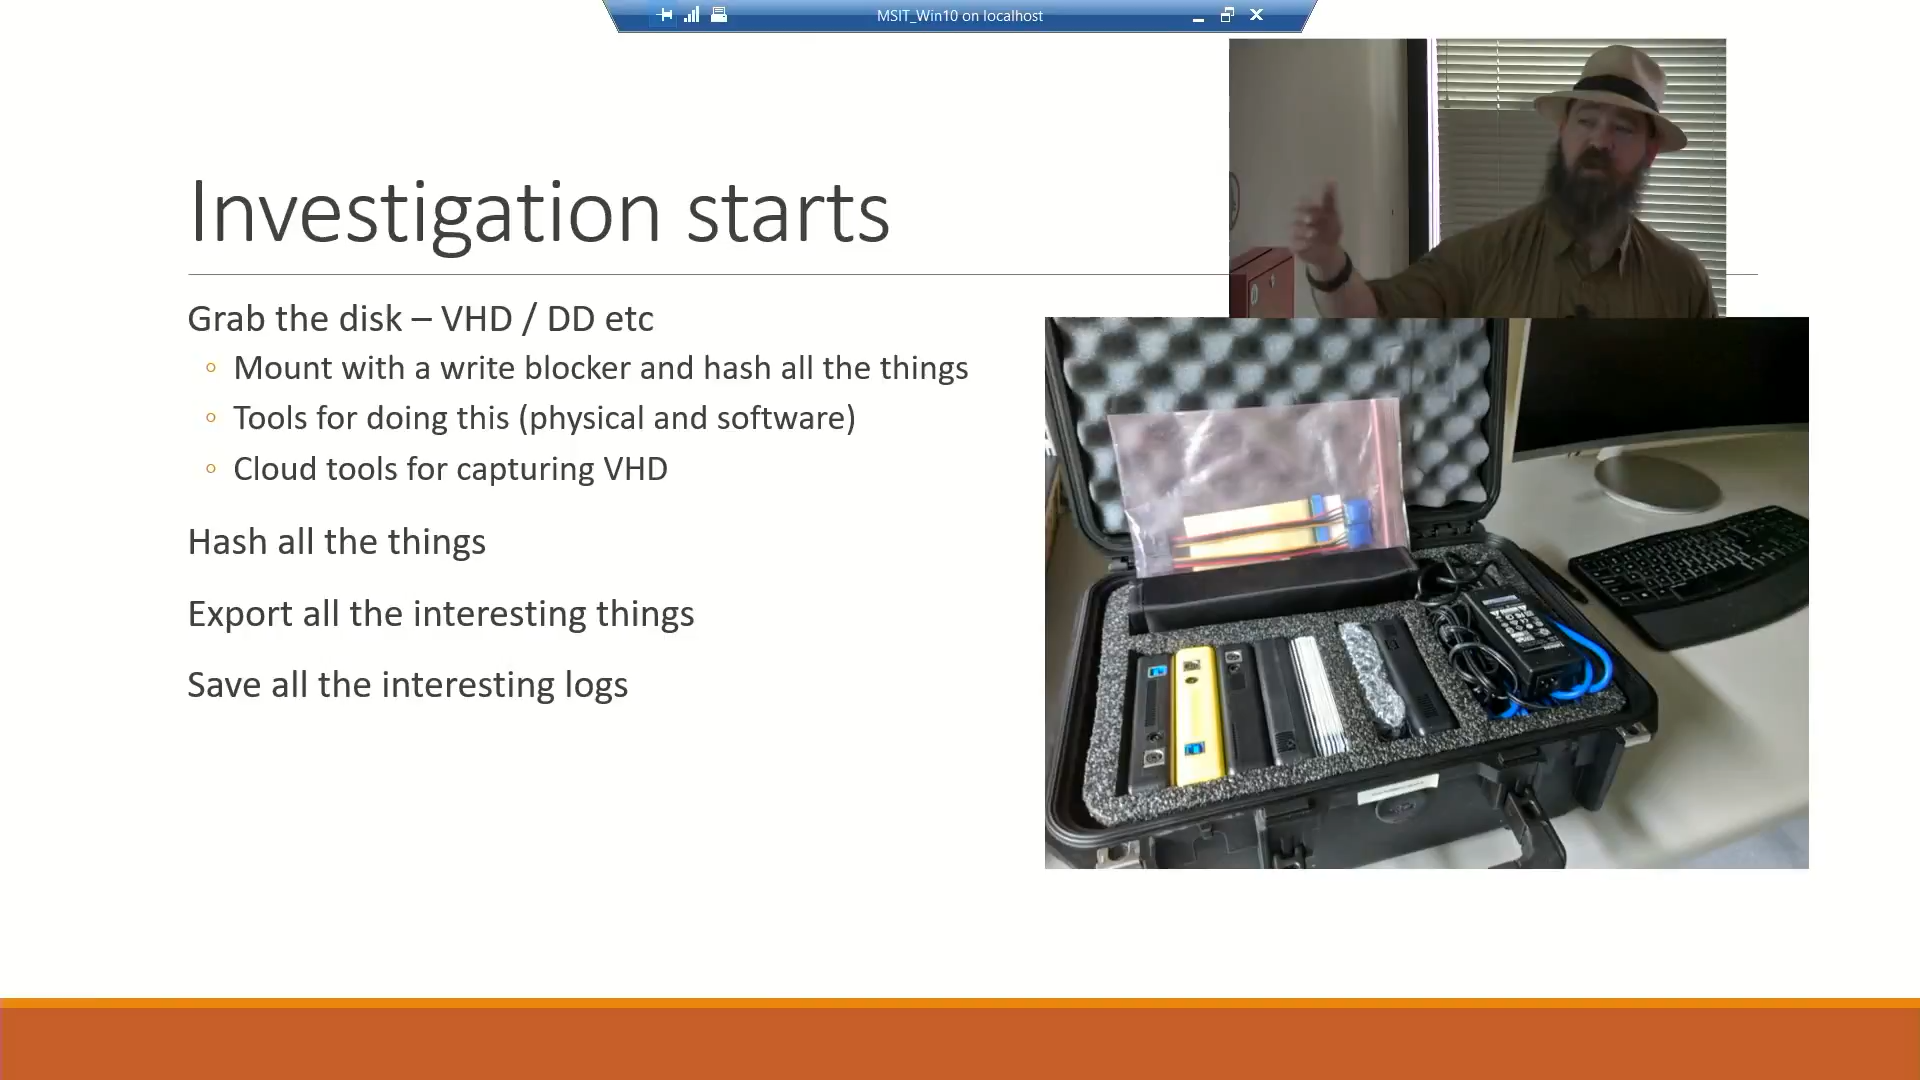 MSIT_Win10 on localhost
Investigation starts
Grab the disk – VHD / DD etc
Mount with a write blocker and hash all the things
Tools for doing this (physical and software)
Cloud tools for capturing VHD
Hash all the things
Export all the interesting things
Save all the interesting logs